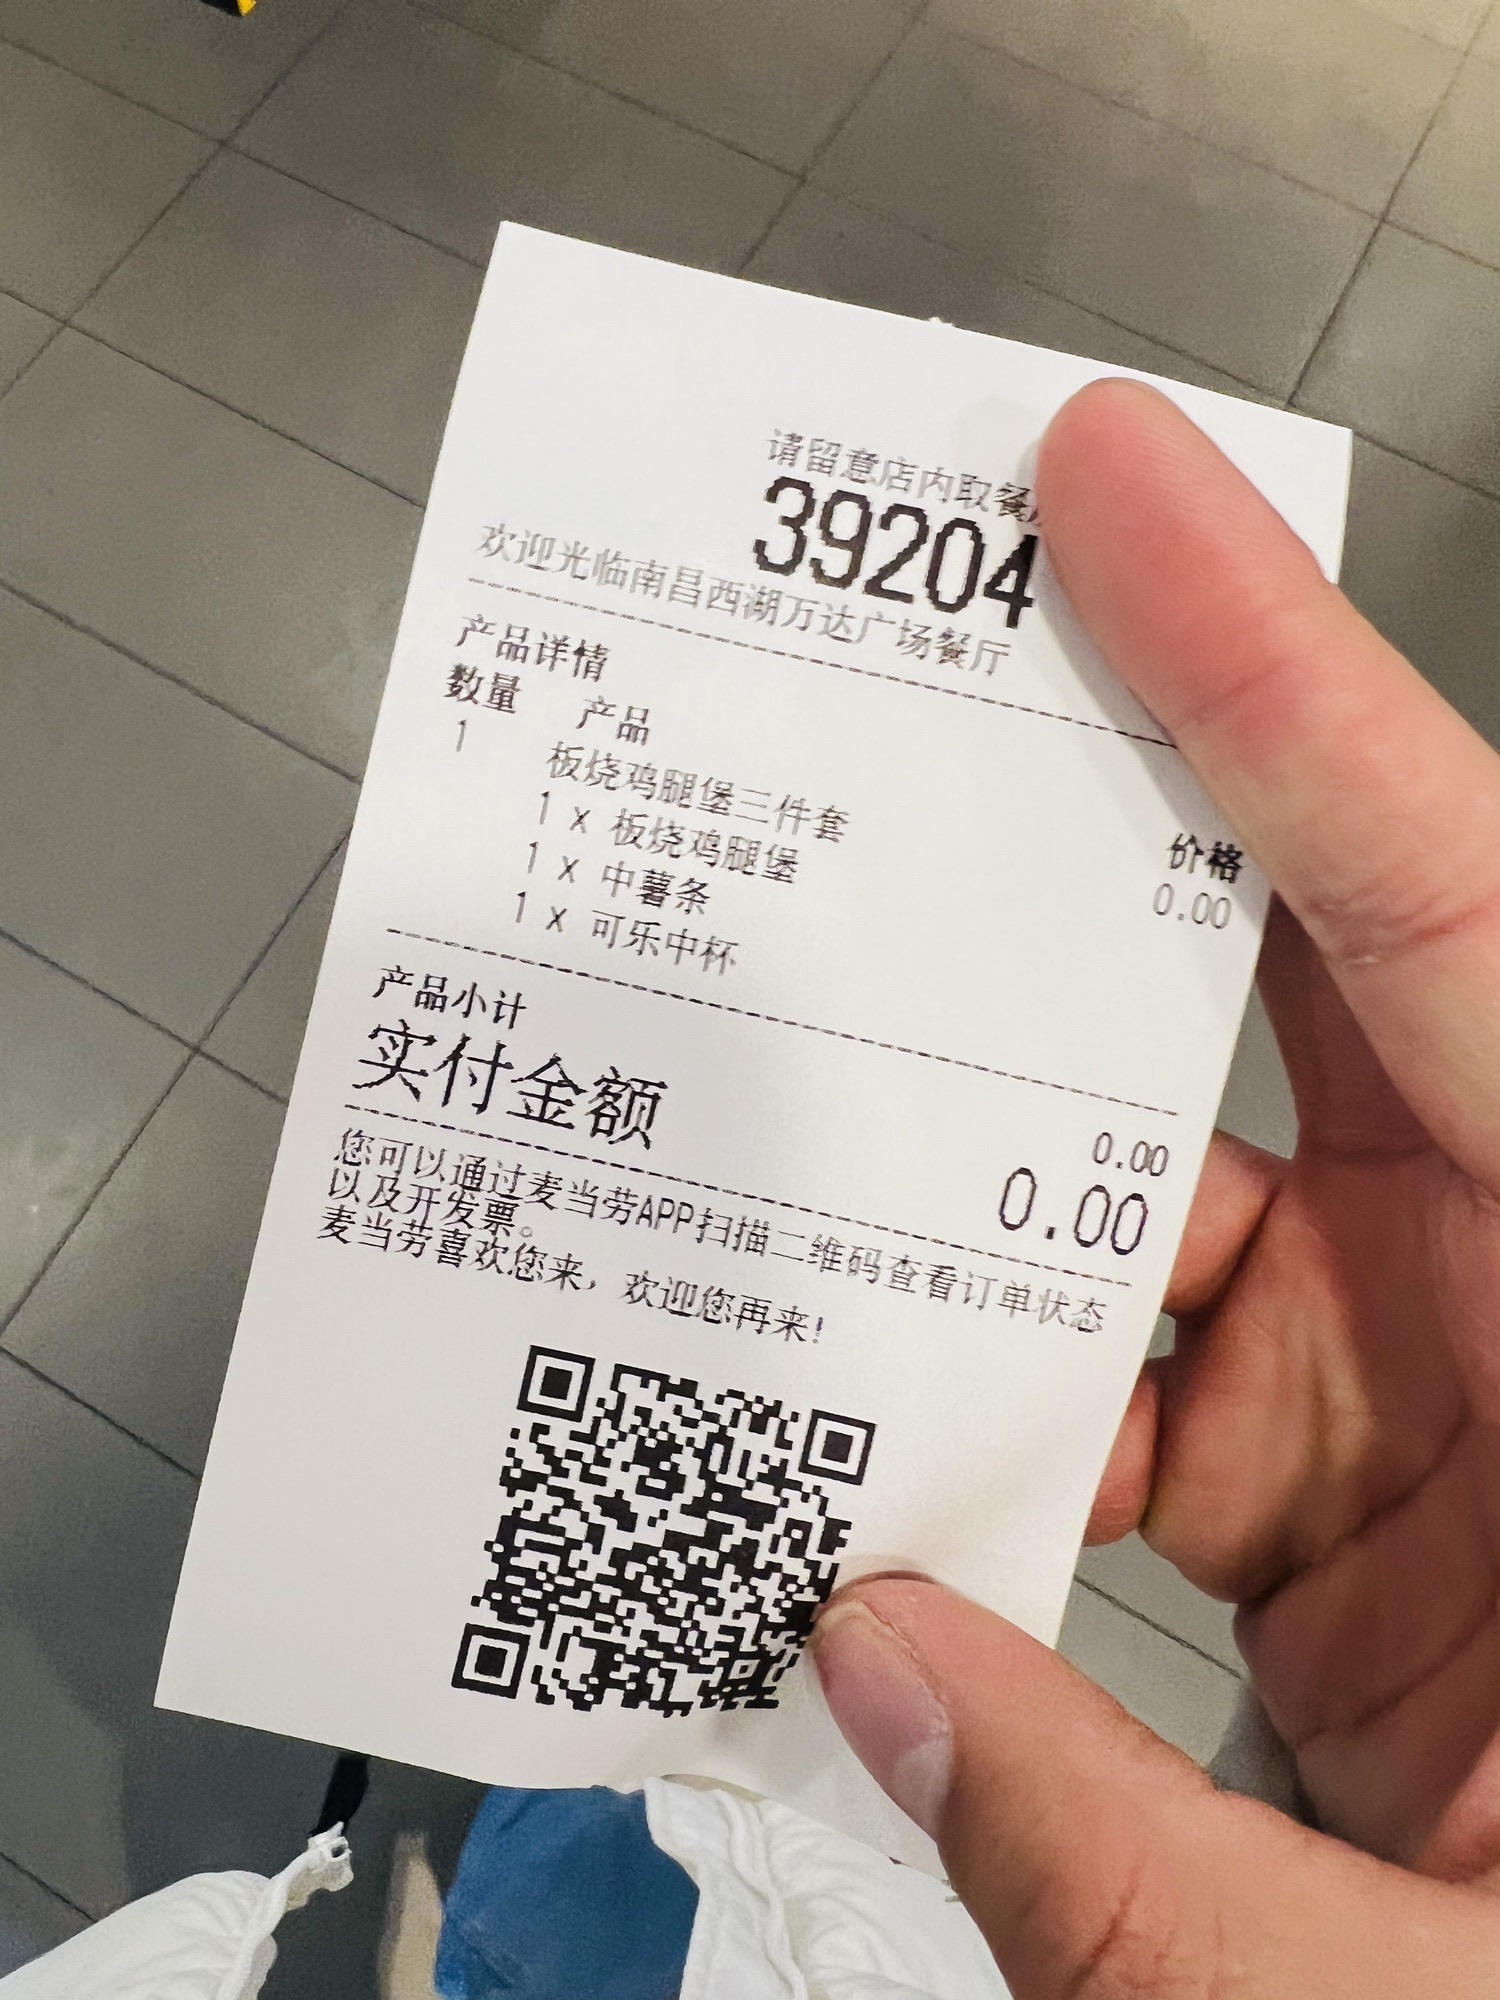 请留意店内取餐
39204
欢迎光临南昌西湖万达广场餐厅
产品详情
数量 产品 价格
1 板烧鸡腿堡三件套 0.00
1 x 板烧鸡腿堡
1 x 中薯条
1 x 可乐中杯
产品小计 0.00
实付金额 0.00
您可以通过麦当劳APP扫描二维码查看订单状态
以及开发票。
麦当劳喜欢您来，欢迎您再来!